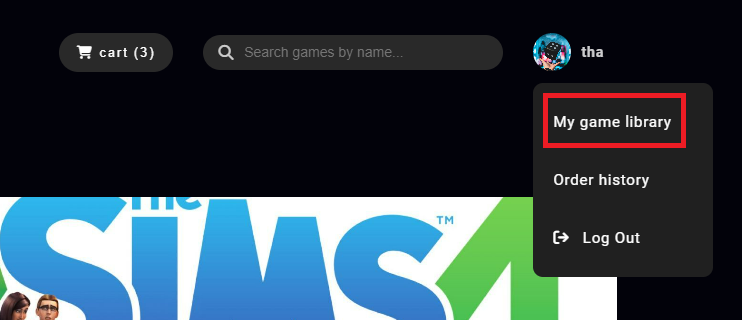 cart (3)
Search games by name...
tha
My game library
Order history
Log Out
The
SIMS 4
TM